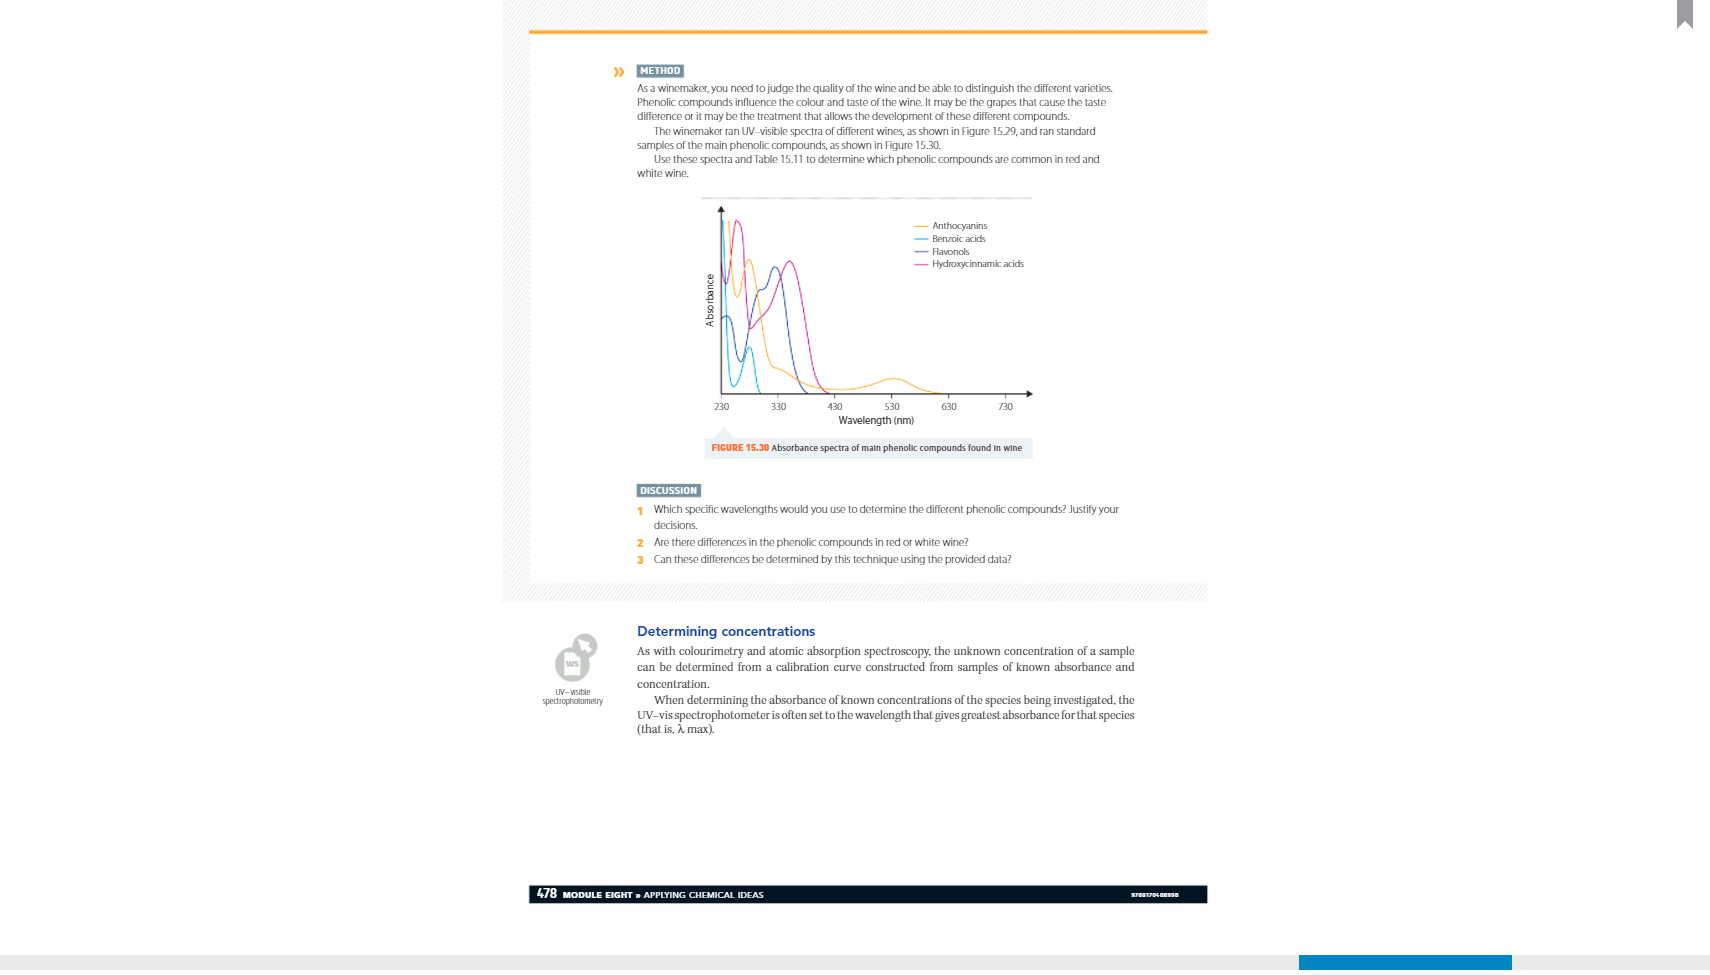 »
METHOD
As a winemaker, you need to judge the quality of the wine and be able to distinguish the different varieties.
Phenolic compounds influence the colour and taste of the wine. It may be the grapes that cause the taste
difference or it may be the treatment that allows the development of these different compounds.
The winemaker ran UV–visible spectra of different wines, as shown in Figure 15.29, and ran standard
samples of the main phenolic compounds, as shown in Figure 15.30.
Use these spectra and Table 15.11 to determine which phenolic compounds are common in red and
white wine.
Anthocyanins
Benzoic acids
Flavonols
Hydroxycinnamic acids
Absorbance
230 330 430 530 630 730
Wavelength (nm)
FIGURE 15.30 Absorbance spectra of main phenolic compounds found in wine
DISCUSSION
1 Which specific wavelengths would you use to determine the different phenolic compounds? Justify your
decisions.
2 Are there differences in the phenolic compounds in red or white wine?
3 Can these differences be determined by this technique using the provided data?
WS
UV–visible
spectrophotometry
Determining concentrations
As with colourimetry and atomic absorption spectroscopy, the unknown concentration of a sample
can be determined from a calibration curve constructed from samples of known absorbance and
concentration.
When determining the absorbance of known concentrations of the species being investigated, the
UV–vis spectrophotometer is often set to the wavelength that gives greatest absorbance for that species
(that is, λ max).
478 MODULE EIGHT » APPLYING CHEMICAL IDEAS
9780170408998